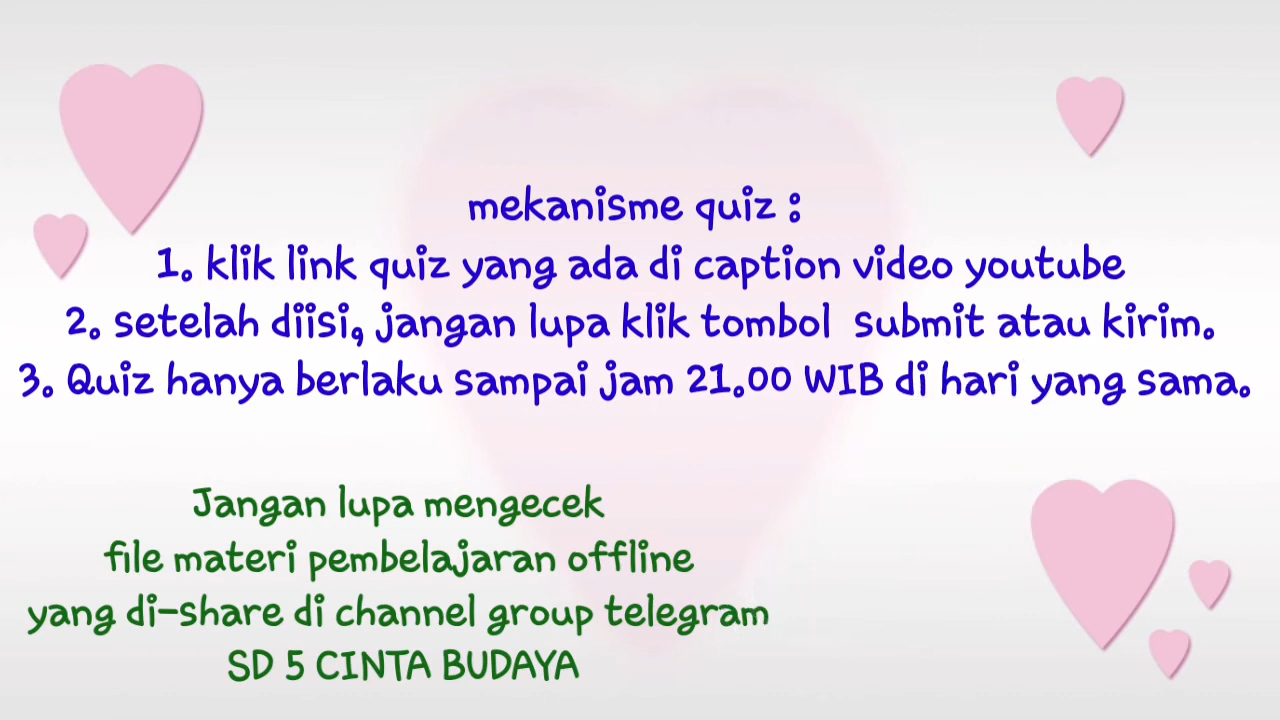 mekanisme quiz :
1. klik link quiz yang ada di caption video youtube
2. setelah diisi, jangan lupa klik tombol submit atau kirim.
3. Quiz hanya berlaku sampai jam 21.00 WIB di hari yang sama.
Jangan lupa mengecek
file materi pembelajaran offline
yang di-share di channel group telegram
SD 5 CINTA BUDAYA